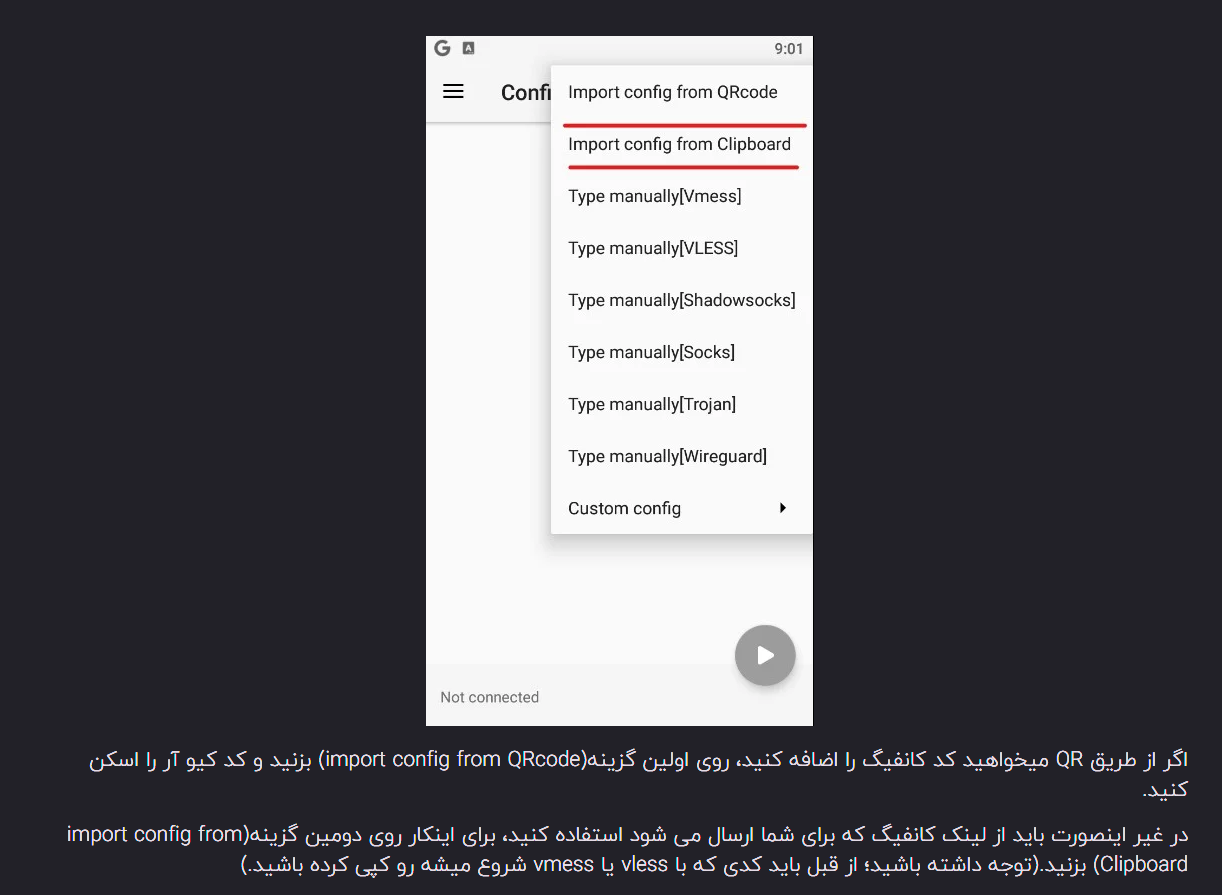 9:01
Confi
Import config from QRcode
Import config from Clipboard
Type manually[Vmess]
Type manually[VLESS]
Type manually[Shadowsocks]
Type manually[Socks]
Type manually[Trojan]
Type manually[Wireguard]
Custom config
Not connected
اگر از طریق QR میخواهید کد کانفیگ را اضافه کنید، روی اولین گزینه(import config from QRcode) بزنید و کد کیو آر را اسکن
کنید.
در غیر اینصورت باید از لینک کانفیگ که برای شما ارسال می شود استفاده کنید، برای اینکار روی دومین گزینه(import config from
Clipboard) بزنید.(توجه داشته باشید؛ از قبل باید کدی که با vless یا vmess شروع میشه رو کپی کرده باشید.)